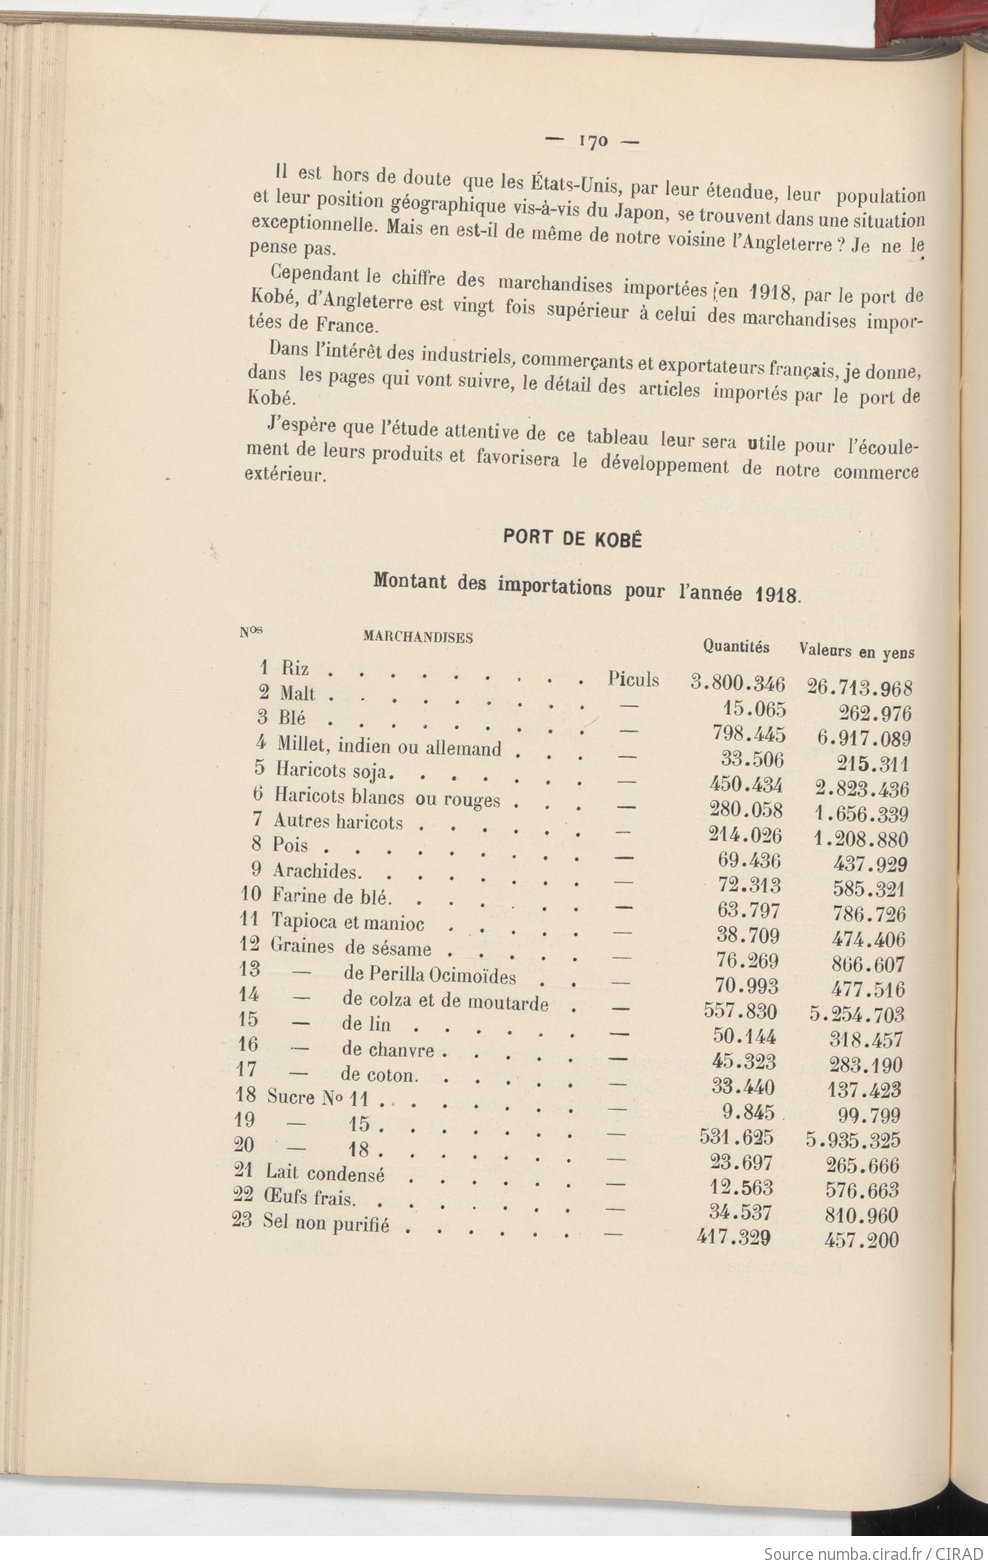 — 170 —
Il est hors de doute que les États-Unis, par leur étendue, leur population
et leur position géographique vis-à-vis du Japon, se trouvent dans une situation
exceptionnelle. Mais en est-il de même de notre voisine l'Angleterre ? Je ne le
pense pas.
Cependant le chiffre des marchandises importées en 1918, par le port de
Kobé, d'Angleterre est vingt fois supérieur à celui des marchandises impor-
tées de France.
Dans l'intérêt des industriels, commerçants et exportateurs français, je donne,
dans les pages qui vont suivre, le détail des articles importés par le port de
Kobé.
J'espère que l'étude attentive de ce tableau leur sera utile pour l'écoule-
ment de leurs produits et favorisera le développement de notre commerce
extérieur.
PORT DE KOBÊ
Montant des importations pour l'année 1918.
Nos MARCHANDISES Quantités Valeurs en yens
1 Riz . . . . . . . . . Piculs 3.800.346 26.713.968
2 Malt . . . . . . . . . — 15.065 262.976
3 Blé . . . . . . . . . — 798.445 6.917.089
4 Millet, indien ou allemand . . . — 33.506 215.311
5 Haricots soja. . . . . . . — 450.434 2.823.436
6 Haricots blancs ou rouges . . . — 280.058 1.656.339
7 Autres haricots . . . . . . — 214.026 1.208.880
8 Pois . . . . . . . . . — 69.436 437.929
9 Arachides. . . . . . . . — 72.313 585.321
10 Farine de blé. . . . . . . — 63.797 786.726
11 Tapioca et manioc . . . . . — 38.709 474.406
12 Graines de sésame . . . . . — 76.269 866.607
13 — de Perilla Ocimoïdes . . — 70.993 477.516
14 — de colza et de moutarde . — 557.830 5.254.703
15 — de lin . . . . . . — 50.144 318.457
16 — de chanvre . . . . . — 45.323 283.190
17 — de coton. . . . . . — 33.440 137.423
18 Sucre No 11 . . . . . . . — 9.845 99.799
19 — 15 . . . . . . . — 531.625 5.935.325
20 — 18 . . . . . . . — 23.697 265.666
21 Lait condensé . . . . . . — 12.563 576.663
22 Œufs frais. . . . . . . . — 34.537 810.960
23 Sel non purifié . . . . . . — 417.329 457.200
Source numba.cirad.fr / CIRAD